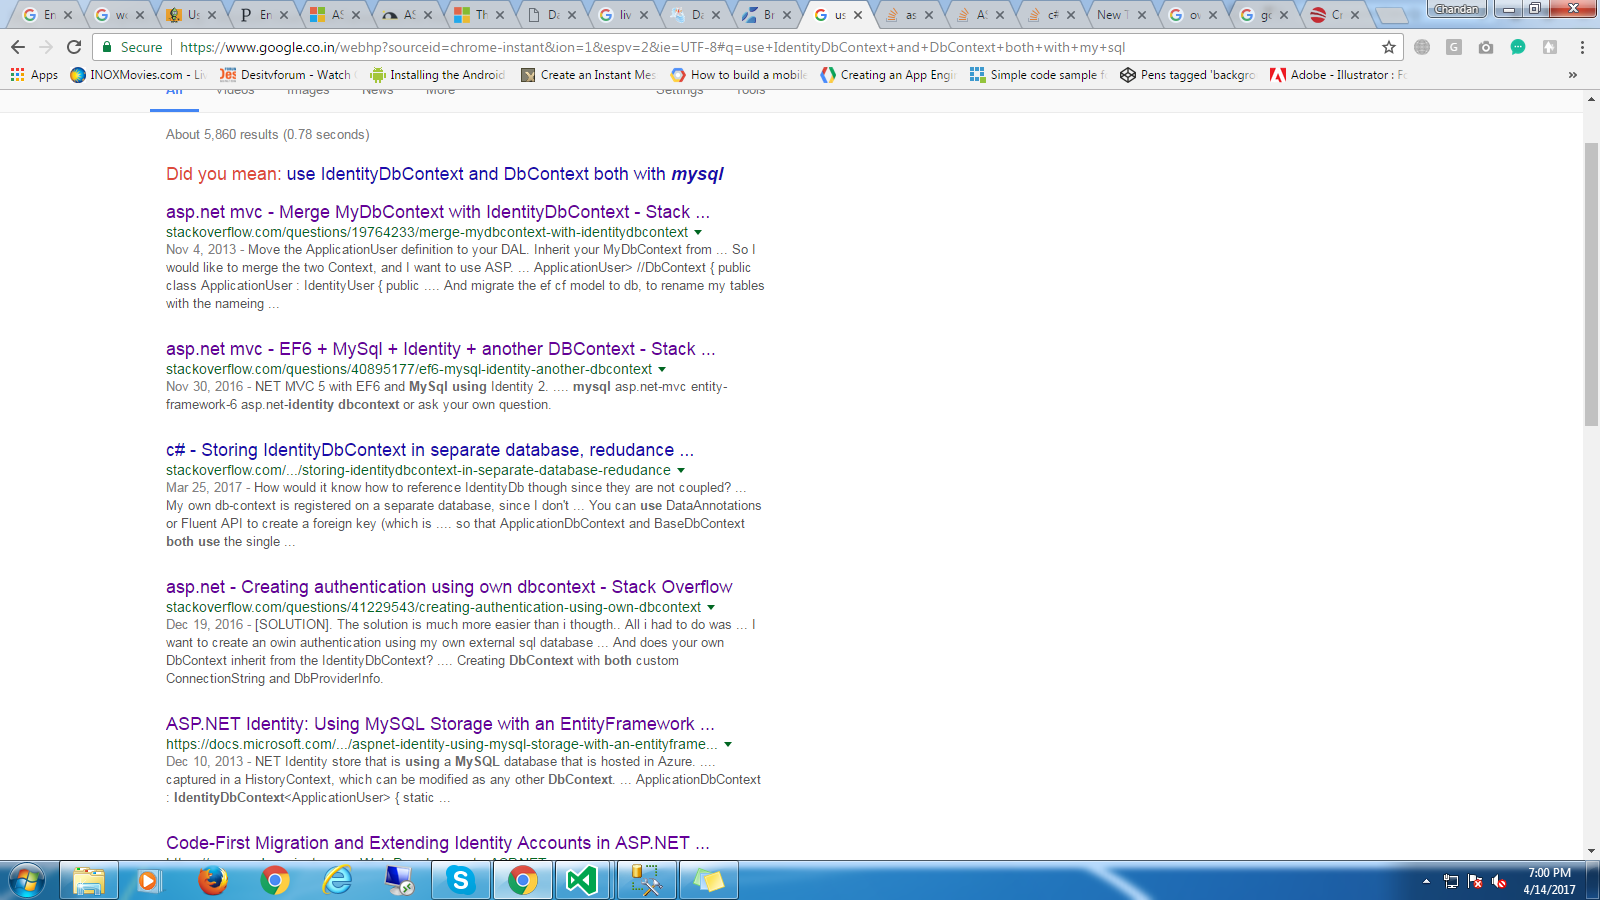 En
wo
Us
En
AS
AS
Th
Da
liv
Da
Br
us
as
AS
c#
New T
ov
go
Cr
Chandan
Secure
https://www.google.co.in/webhp?sourceid=chrome-instant&ion=1&espv=2&ie=UTF-8#q=use+IdentityDbContext+and+DbContext+both+with+my+sql
Apps
INOXMovies.com - Liv
Desitvforum - Watch
Installing the Android
Create an Instant Mes
How to build a mobile
Creating an App Engi
Simple code sample f
Pens tagged 'backgro
Adobe - Illustrator : Fo
All Videos Images News More Settings Tools
About 5,860 results (0.78 seconds)
Did you mean: use IdentityDbContext and DbContext both with mysql
asp.net mvc - Merge MyDbContext with IdentityDbContext - Stack ...
stackoverflow.com/questions/19764233/merge-mydbcontext-with-identitydbcontext
Nov 4, 2013 - Move the ApplicationUser definition to your DAL. Inherit your MyDbContext from ... So I
would like to merge the two Context, and I want to use ASP. ... ApplicationUser> //DbContext { public
class ApplicationUser : IdentityUser { public .... And migrate the ef cf model to db, to rename my tables
with the nameing ...
asp.net mvc - EF6 + MySql + Identity + another DBContext - Stack ...
stackoverflow.com/questions/40895177/ef6-mysql-identity-another-dbcontext
Nov 30, 2016 - NET MVC 5 with EF6 and MySql using Identity 2. .... mysql asp.net-mvc entity-
framework-6 asp.net-identity dbcontext or ask your own question.
c# - Storing IdentityDbContext in separate database, redudance ...
stackoverflow.com/.../storing-identitydbcontext-in-separate-database-redudance
Mar 25, 2017 - How would it know how to reference IdentityDb though since they are not coupled? ...
My own db-context is registered on a separate database, since I don't ... You can use DataAnnotations
or Fluent API to create a foreign key (which is .... so that ApplicationDbContext and BaseDbContext
both use the single ...
asp.net - Creating authentication using own dbcontext - Stack Overflow
stackoverflow.com/questions/41229543/creating-authentication-using-own-dbcontext
Dec 19, 2016 - [SOLUTION]. The solution is much more easier than i thougth.. All i had to do was ... I
want to create an owin authentication using my own external sql database ... And does your own
DbContext inherit from the IdentityDbContext? .... Creating DbContext with both custom
ConnectionString and DbProviderInfo.
ASP.NET Identity: Using MySQL Storage with an EntityFramework ...
https://docs.microsoft.com/.../aspnet-identity-using-mysql-storage-with-an-entityframe...
Dec 10, 2013 - NET Identity store that is using a MySQL database that is hosted in Azure. ....
captured in a HistoryContext, which can be modified as any other DbContext. ... ApplicationDbContext
: IdentityDbContext<ApplicationUser> { static ...
Code-First Migration and Extending Identity Accounts in ASP.NET ...
7:00 PM
4/14/2017